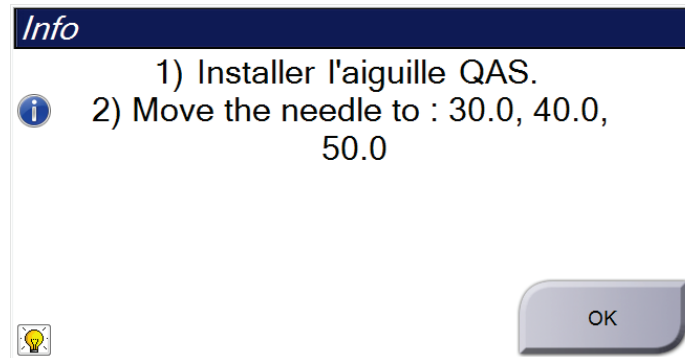 Info
1) Installer l'aiguille QAS.
2) Move the needle to : 30.0, 40.0,
50.0
OK